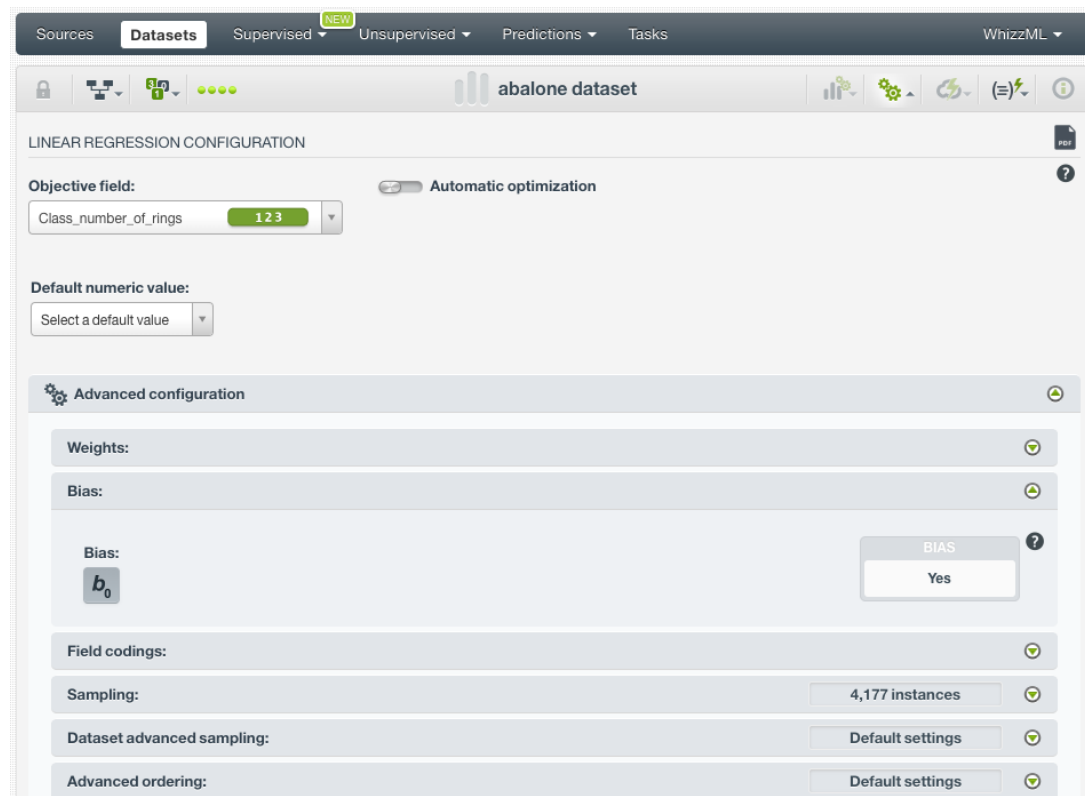 NEW
Sources Datasets Supervised Unsupervised Predictions Tasks WhizzML
abalone dataset
LINEAR REGRESSION CONFIGURATION
PDF
Objective field: Automatic optimization ?
Class_number_of_rings 123
Default numeric value:
Select a default value
Advanced configuration
Weights:
Bias:
Bias: BIAS ?
b0 Yes
Field codings:
Sampling: 4,177 instances
Dataset advanced sampling: Default settings
Advanced ordering: Default settings